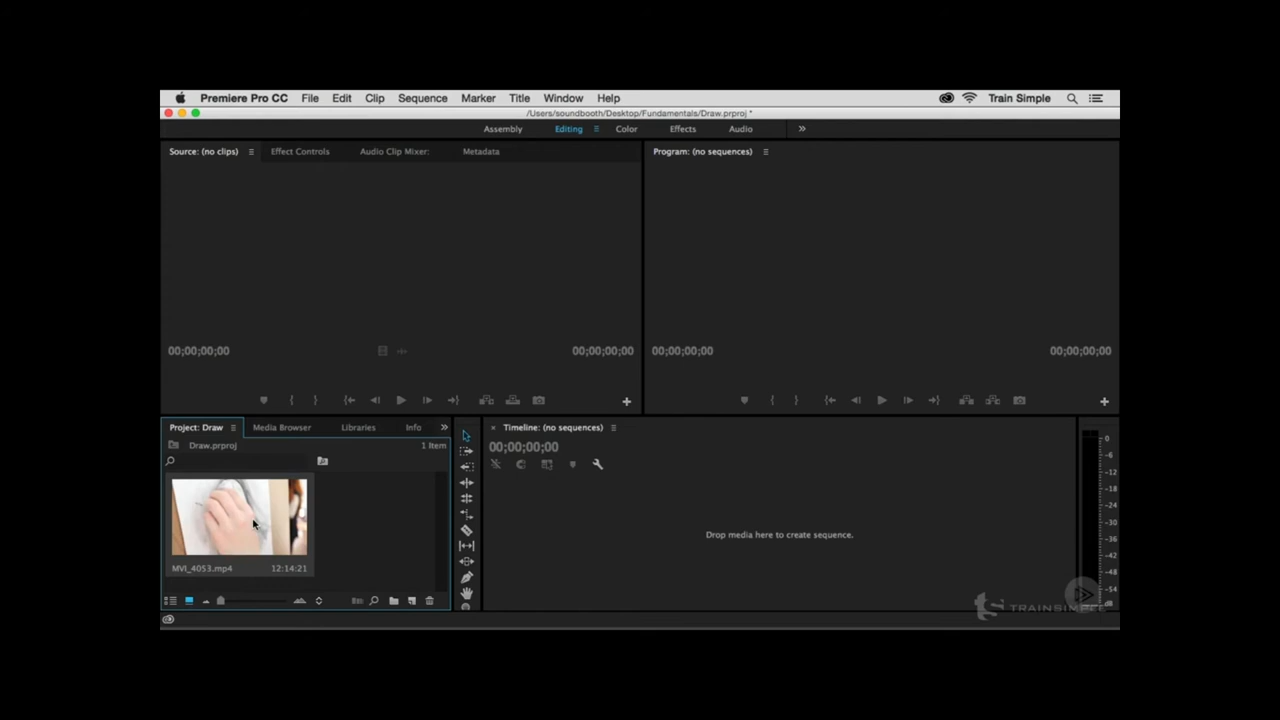 Premiere Pro CC File Edit Clip Sequence Marker Title Window Help Train Simple
/Users/soundbooth/Desktop/Fundamentals/Draw.prproj *
Assembly Editing Color Effects Audio
Source: (no clips) Effect Controls Audio Clip Mixer: Metadata Program: (no sequences)
00;00;00;00 00;00;00;00 00;00;00;00 00;00;00;00
Project: Draw Media Browser Libraries Info Timeline: (no sequences)
Draw.prproj 1 Item 00;00;00;00
Drop media here to create sequence.
MVI_4053.mp4 12:14:21
0
-6
-12
-18
-24
-30
-36
-42
-48
-54
dB
TRAINSIMPLE